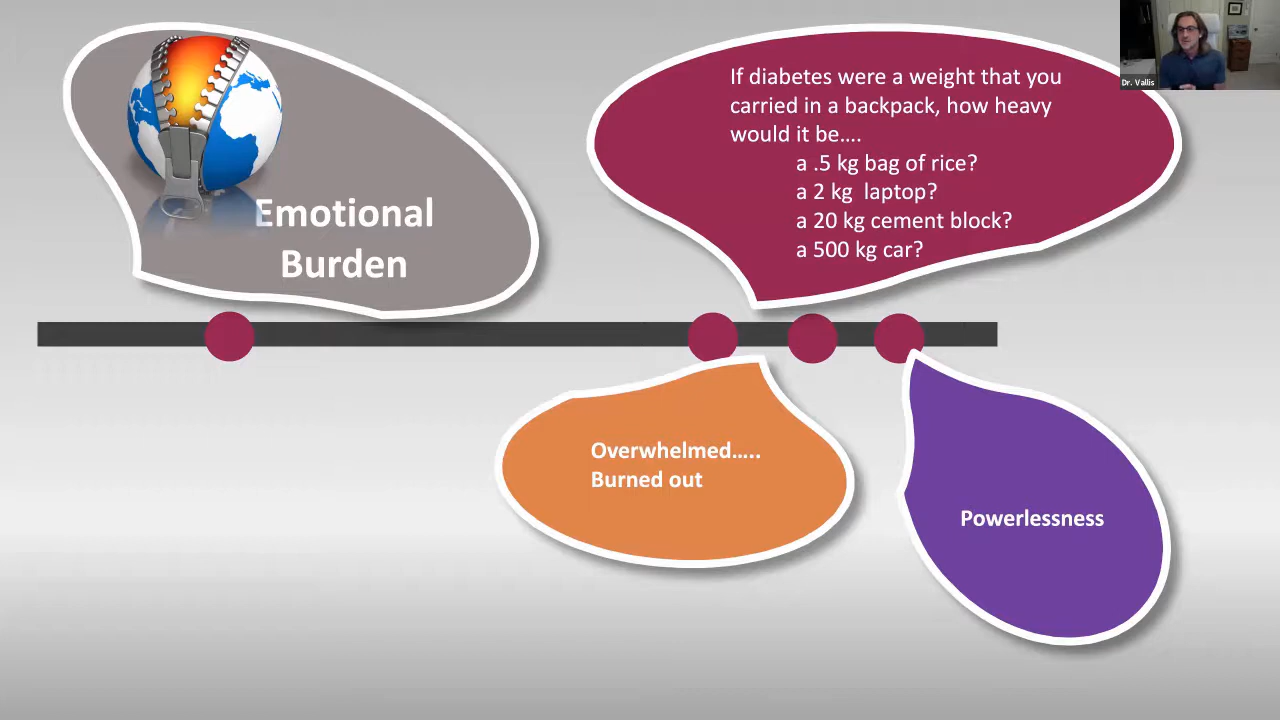 Emotional
Burden
If diabetes were a weight that you
carried in a backpack, how heavy
would it be….
a .5 kg bag of rice?
a 2 kg laptop?
a 20 kg cement block?
a 500 kg car?
Dr. Vallis
Overwhelmed…..
Burned out
Powerlessness